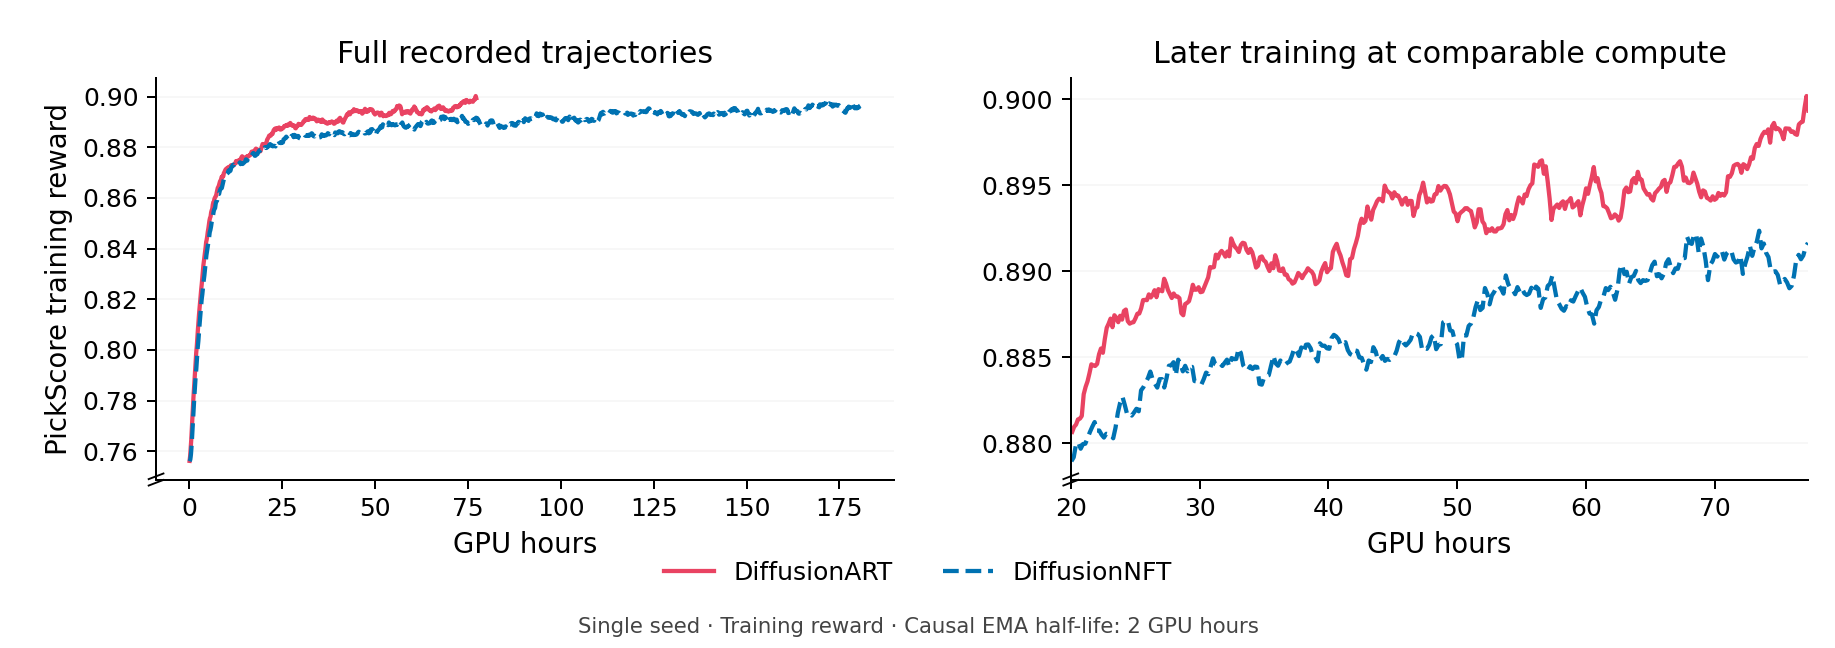 Full recorded trajectories
PickScore training reward
0.90
0.88
0.86
0.84
0.82
0.80
0.78
0.76
0 25 50 75 100 125 150 175
GPU hours
Later training at comparable compute
0.900
0.895
0.890
0.885
0.880
20 30 40 50 60 70
GPU hours
DiffusionART DiffusionNFT
Single seed · Training reward · Causal EMA half-life: 2 GPU hours